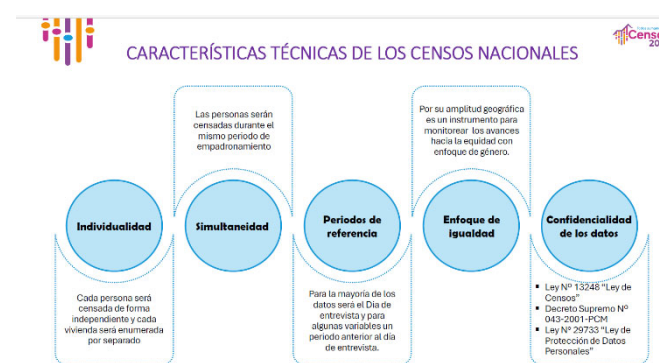 CARACTERÍSTICAS TÉCNICAS DE LOS CENSOS NACIONALES
Las personas serán
censadas durante el
mismo periodo de
empadronamiento
Por su amplitud geográfica
es un instrumento para
monitorear los avances
hacia la equidad con
enfoque de género.
Individualidad
Simultaneidad
Periodos de
referencia
Enfoque de
igualdad
Confidencialidad
de los datos
Cada persona será
censada de forma
independiente y cada
vivienda será enumerada
por separado
Para la mayoría de los
datos será el Día de
entrevista y para
algunas variables un
periodo anterior al día
de entrevista.
▪ Ley Nº 13248 “Ley de
Censos”
▪ Decreto Supremo Nº
043-2001-PCM
▪ Ley Nº 29733 “Ley de
Protección de Datos
Personales”